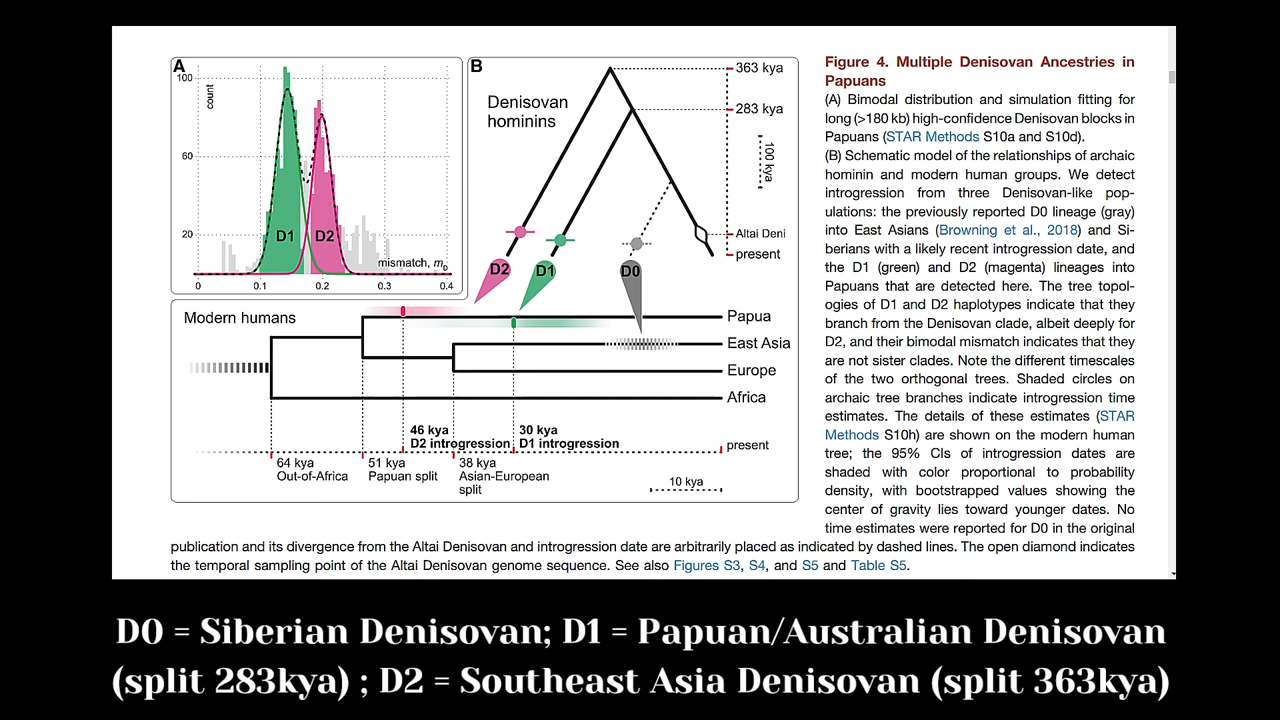 A
100
60
20
count
D1
D2
mismatch, mD
0
0.1
0.2
0.3
0.4
B
Denisovan
hominins
363 kya
283 kya
100 kya
Altai Deni
present
D2
D1
D0
Modern humans
Papua
East Asia
Europe
Africa
46 kya
D2 introgression
30 kya
D1 introgression
present
64 kya
Out-of-Africa
51 kya
Papuan split
38 kya
Asian-European
split
10 kya
Figure 4. Multiple Denisovan Ancestries in
Papuans
(A) Bimodal distribution and simulation fitting for
long (>180 kb) high-confidence Denisovan blocks in
Papuans (STAR Methods S10a and S10d).
(B) Schematic model of the relationships of archaic
hominin and modern human groups. We detect
introgression from three Denisovan-like pop-
ulations: the previously reported D0 lineage (gray)
into East Asians (Browning et al., 2018) and Si-
berians with a likely recent introgression date, and
the D1 (green) and D2 (magenta) lineages into
Papuans that are detected here. The tree topol-
ogies of D1 and D2 haplotypes indicate that they
branch from the Denisovan clade, albeit deeply for
D2, and their bimodal mismatch indicates that they
are not sister clades. Note the different timescales
of the two orthogonal trees. Shaded circles on
archaic tree branches indicate introgression time
estimates. The details of these estimates (STAR
Methods S10h) are shown on the modern human
tree; the 95% CIs of introgression dates are
shaded with color proportional to probability
density, with bootstrapped values showing the
center of gravity lies toward younger dates. No
time estimates were reported for D0 in the original
publication and its divergence from the Altai Denisovan and introgression date are arbitrarily placed as indicated by dashed lines. The open diamond indicates
the temporal sampling point of the Altai Denisovan genome sequence. See also Figures S3, S4, and S5 and Table S5.
D0 = Siberian Denisovan; D1 = Papuan/Australian Denisovan
(split 283kya) ; D2 = Southeast Asia Denisovan (split 363kya)